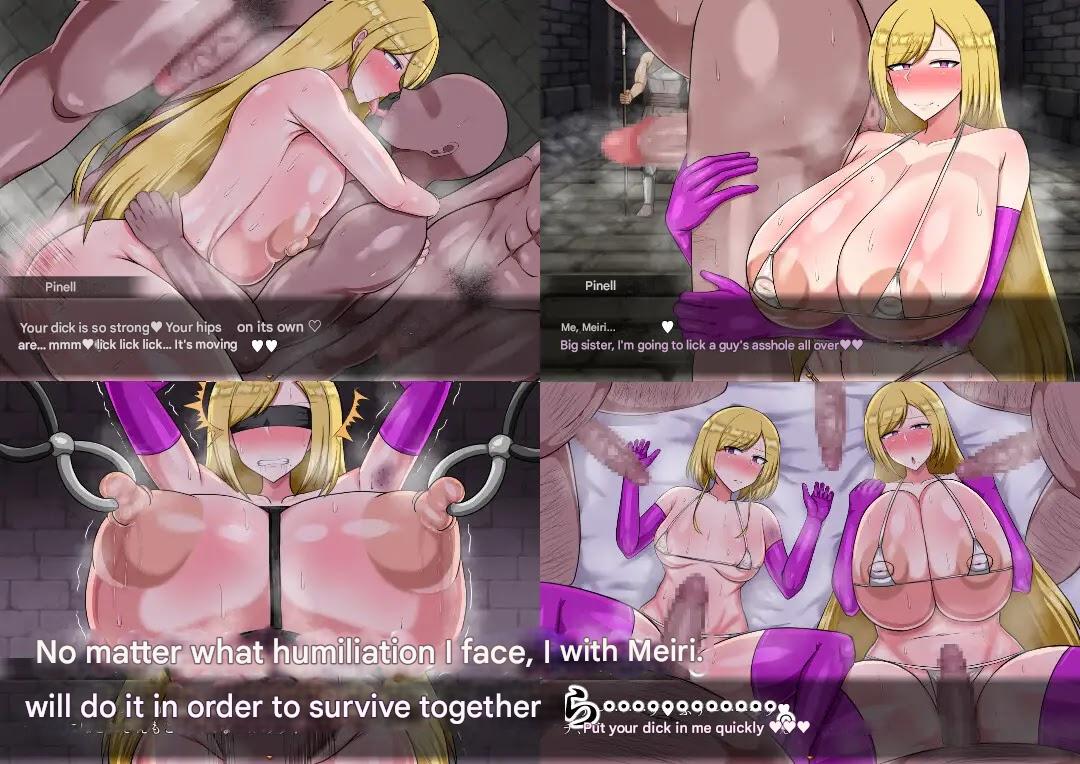 Pinell
Your dick is so strong♥ Your hips on its own ♡
are... mmm♥ lick lick lick... It's moving ♥♥
Pinell
Me, Meiri... ♥
Big sister, I'm going to lick a guy's asshole all over♥♥
No matter what humiliation I face, I with Meiri.
will do it in order to survive together
Put your dick in me quickly ♥♥♥